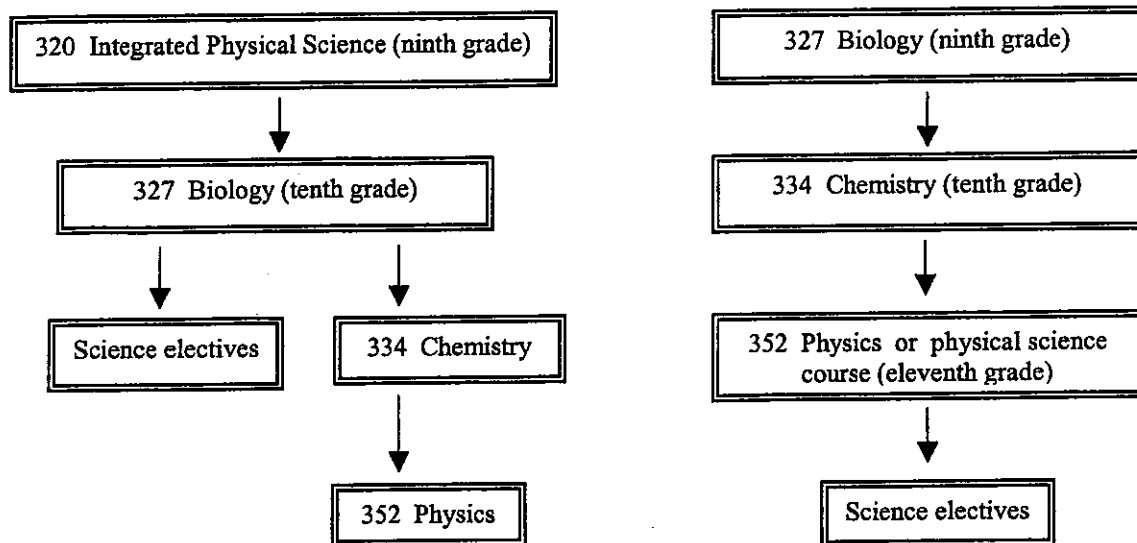 320 Integrated Physical Science (ninth grade)
327 Biology (tenth grade)
Science electives
334 Chemistry
352 Physics
327 Biology (ninth grade)
334 Chemistry (tenth grade)
352 Physics or physical science
course (eleventh grade)
Science electives